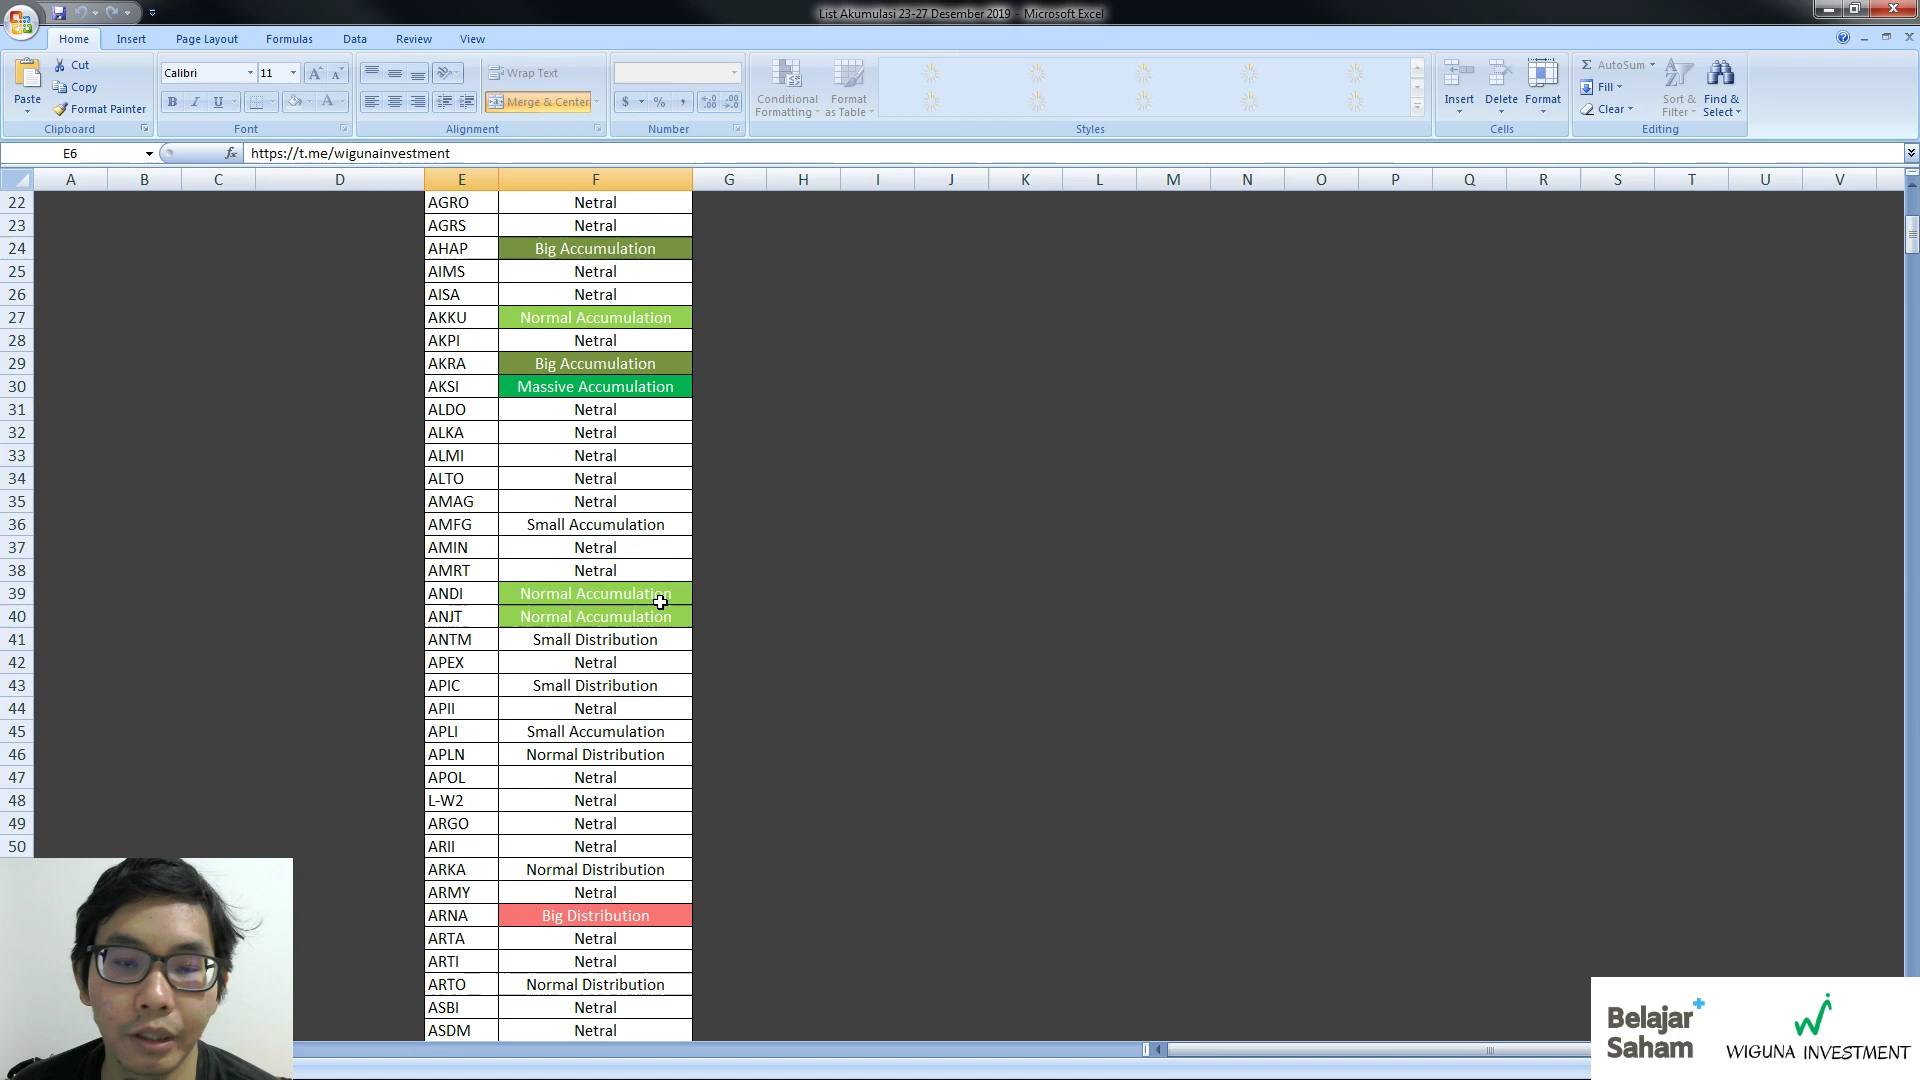 List Akumulasi 23-27 Desember 2019 - Microsoft Excel
Home Insert Page Layout Formulas Data Review View
Paste
Cut
Copy
Format Painter
Clipboard
Calibri 11
B I U
Font
Wrap Text
Merge & Center
Alignment
$ % ,
Number
Conditional Formatting
Format as Table
Styles
Insert Delete Format
Cells
Σ AutoSum
Fill
Clear
Sort & Filter
Find & Select
Editing
E6 fx https://t.me/wigunainvestment
A B C D E F G H I J K L M N O P Q R S T U V
22 AGRO Netral
23 AGRS Netral
24 AHAP Big Accumulation
25 AIMS Netral
26 AISA Netral
27 AKKU Normal Accumulation
28 AKPI Netral
29 AKRA Big Accumulation
30 AKSI Massive Accumulation
31 ALDO Netral
32 ALKA Netral
33 ALMI Netral
34 ALTO Netral
35 AMAG Netral
36 AMFG Small Accumulation
37 AMIN Netral
38 AMRT Netral
39 ANDI Normal Accumulation
40 ANJT Normal Accumulation
41 ANTM Small Distribution
42 APEX Netral
43 APIC Small Distribution
44 APII Netral
45 APLI Small Accumulation
46 APLN Normal Distribution
47 APOL Netral
48 L-W2 Netral
49 ARGO Netral
50 ARII Netral
ARKA Normal Distribution
ARMY Netral
ARNA Big Distribution
ARTA Netral
ARTI Netral
ARTO Normal Distribution
ASBI Netral
ASDM Netral
Belajar+
Saham
WIGUNA INVESTMENT